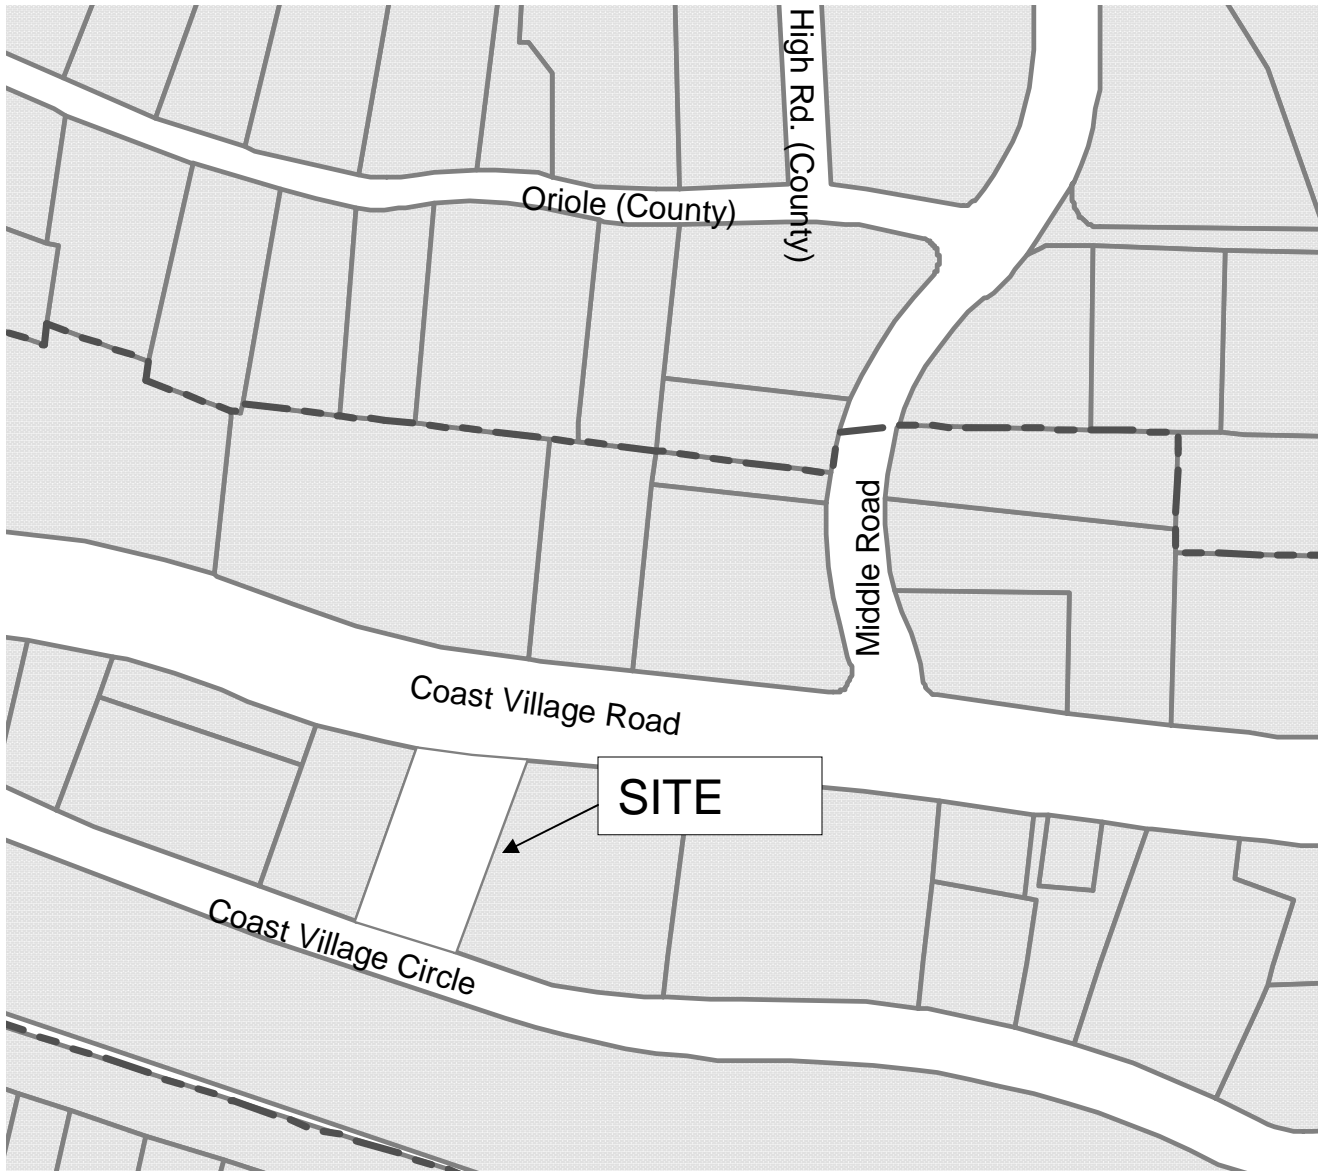 High Rd. (County)
Oriole (County)
Middle Road
Coast Village Road
SITE
Coast Village Circle